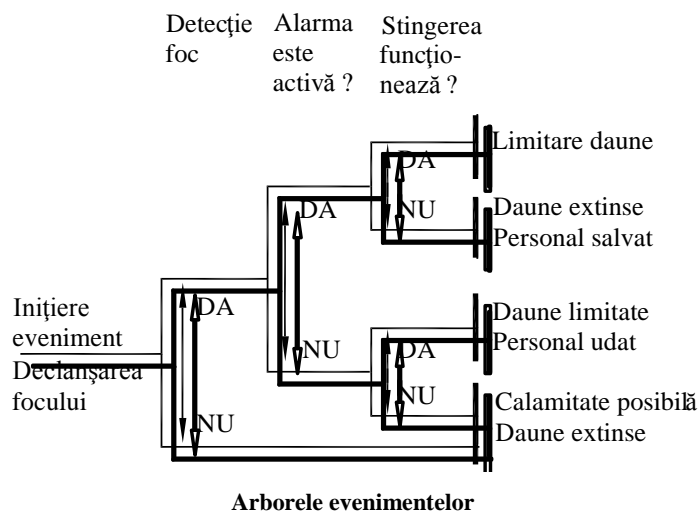 Detecţie
foc
Alarma
este
activă ?
Stingerea
funcţio-
nează ?
Limitare daune
DA
NU
Daune extinse
Personal salvat
DA
NU
Iniţiere
eveniment
Declanşarea
focului
DA
NU
Daune limitate
Personal udat
DA
NU
Calamitate posibilă
Daune extinse
Arborele evenimentelor